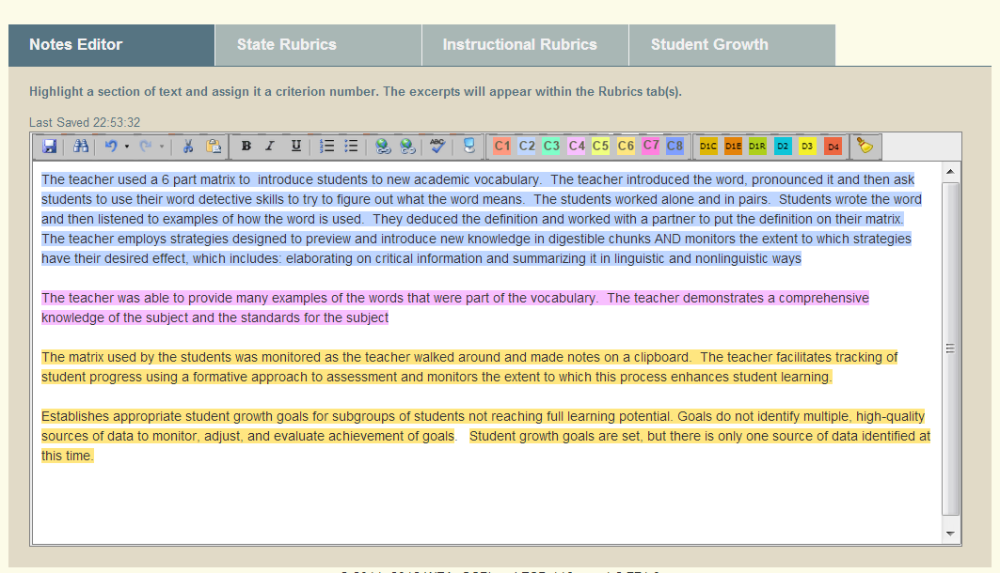 Notes Editor State Rubrics Instructional Rubrics Student Growth
Highlight a section of text and assign it a criterion number. The excerpts will appear within the Rubrics tab(s).
Last Saved 22:53:32
B I U ABC C1 C2 C3 C4 C5 C6 C7 C8 D1C D1E D1R D2 D3 D4
The teacher used a 6 part matrix to introduce students to new academic vocabulary. The teacher introduced the word, pronounced it and then ask
students to use their word detective skills to try to figure out what the word means. The students worked alone and in pairs. Students wrote the word
and then listened to examples of how the word is used. They deduced the definition and worked with a partner to put the definition on their matrix.
The teacher employs strategies designed to preview and introduce new knowledge in digestible chunks AND monitors the extent to which strategies
have their desired effect, which includes: elaborating on critical information and summarizing it in linguistic and nonlinguistic ways
The teacher was able to provide many examples of the words that were part of the vocabulary. The teacher demonstrates a comprehensive
knowledge of the subject and the standards for the subject
The matrix used by the students was monitored as the teacher walked around and made notes on a clipboard. The teacher facilitates tracking of
student progress using a formative approach to assessment and monitors the extent to which this process enhances student learning.
Establishes appropriate student growth goals for subgroups of students not reaching full learning potential. Goals do not identify multiple, high-quality
sources of data to monitor, adjust, and evaluate achievement of goals. Student growth goals are set, but there is only one source of data identified at
this time.